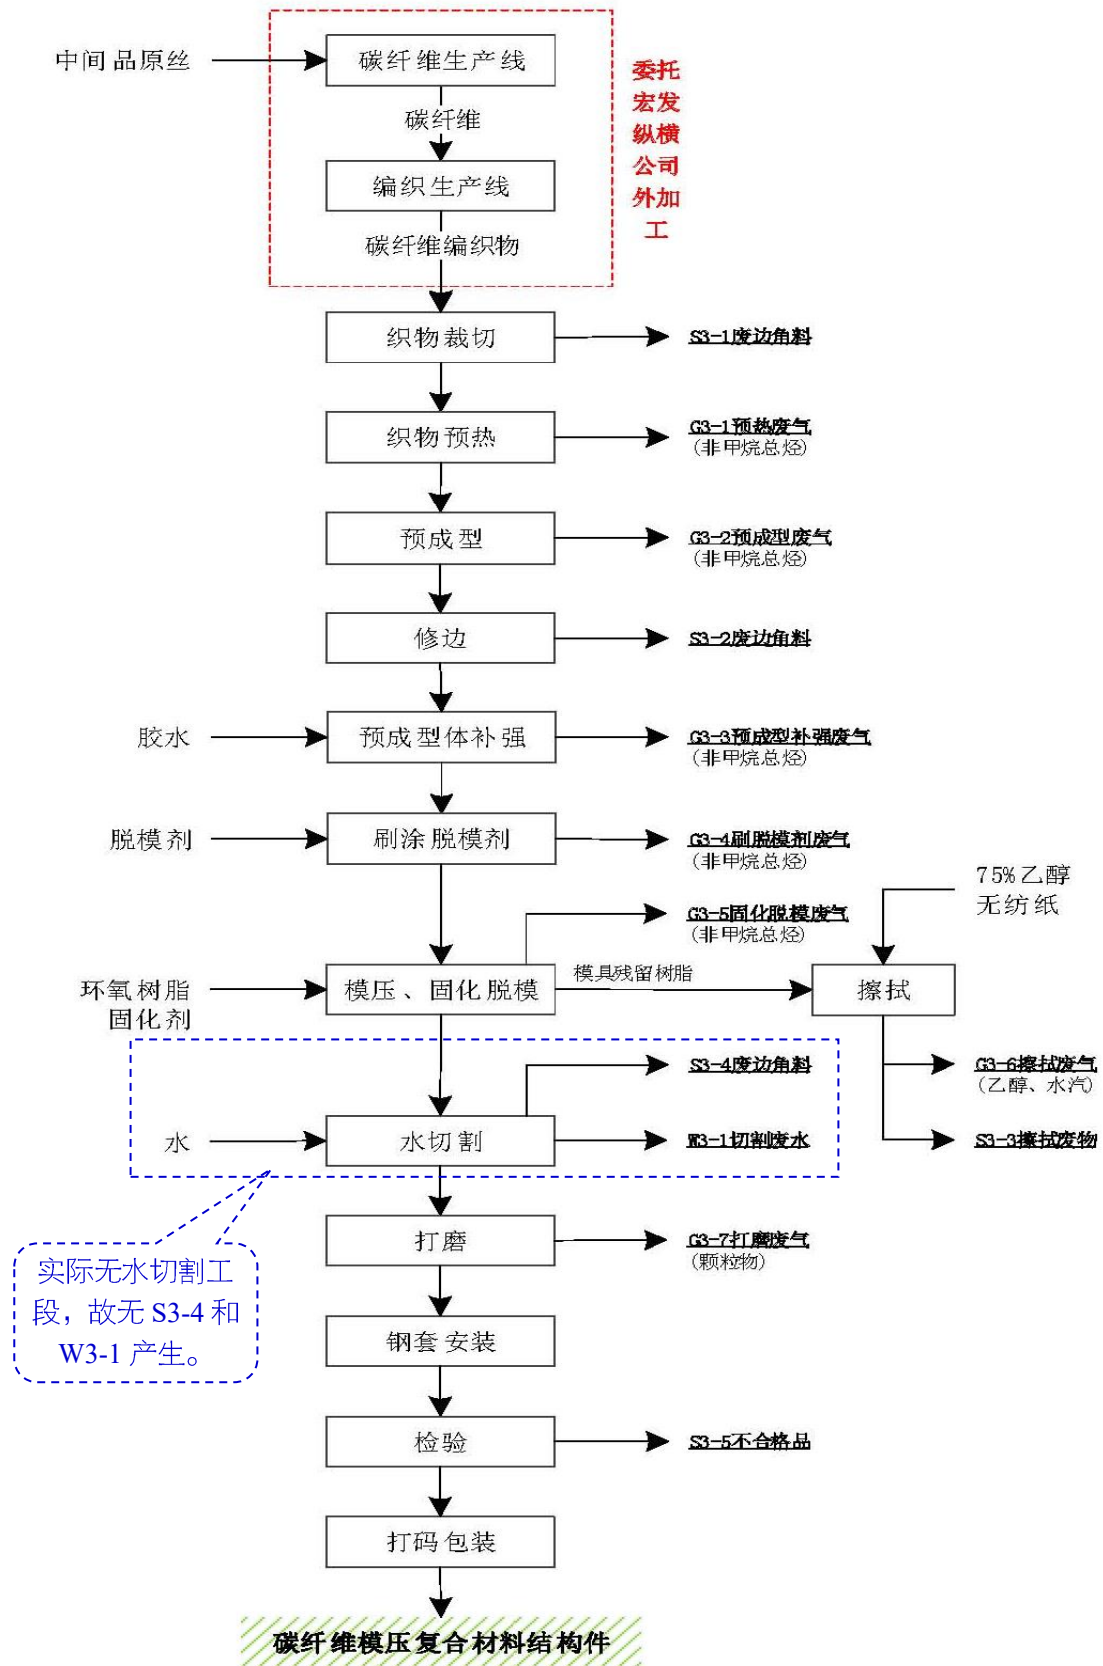 中间品原丝
碳纤维生产线
委托
宏发
纵横
公司
外加
工
碳纤维
编织生产线
碳纤维编织物
织物裁切
S3-1废边角料
织物预热
G3-1预热废气
(非甲烷总烃)
预成型
G3-2预成型废气
(非甲烷总烃)
修边
S3-2废边角料
胶水
预成型体补强
G3-3预成型补强废气
(非甲烷总烃)
脱模剂
刷涂脱模剂
G3-4刷脱模剂废气
(非甲烷总烃)
75%乙醇
无纺纸
G3-5固化脱模废气
(非甲烷总烃)
环氧树脂
固化剂
模压、固化脱模
模具残留树脂
擦拭
S3-4废边角料
G3-6擦拭废气
(乙醇、水汽)
水
水切割
W3-1切割废水
S3-3擦拭废物
打磨
G3-7打磨废气
(颗粒物)
实际无水切割工
段，故无 S3-4 和
W3-1 产生。
钢套安装
检验
S3-5不合格品
打码包装
碳纤维模压复合材料结构件